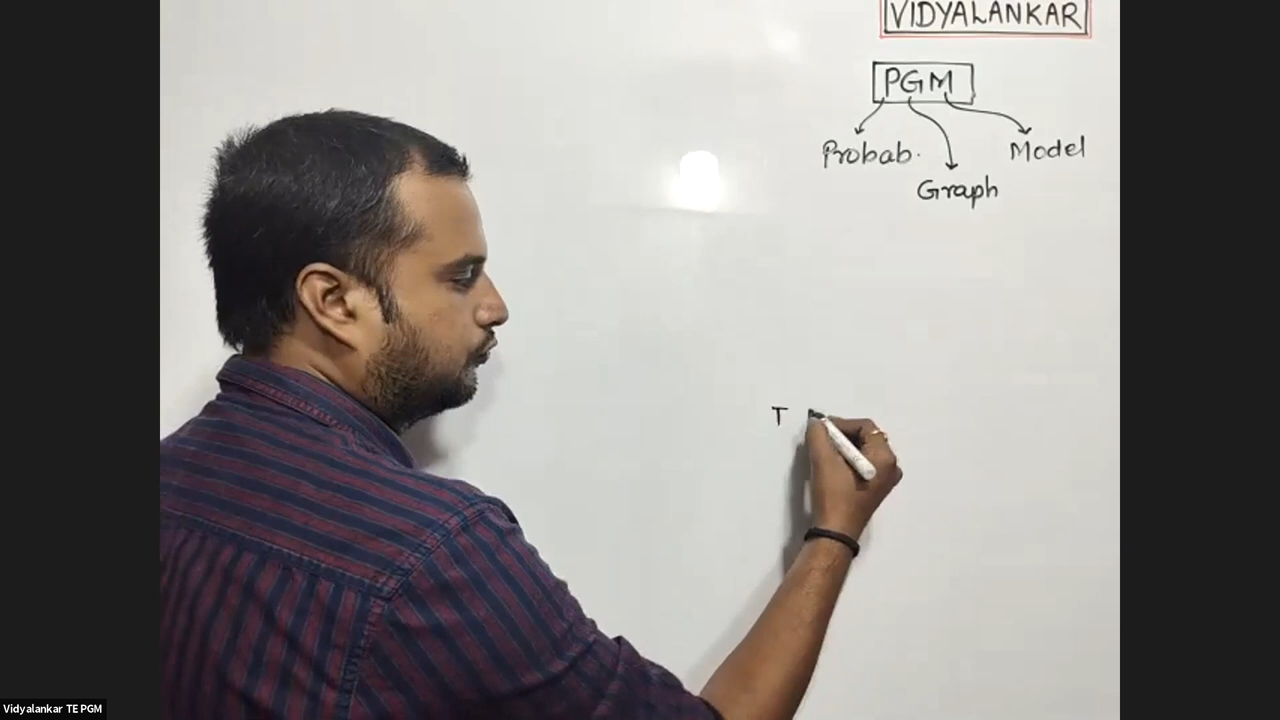 VIDYALANKAR
PGM
Probab.
Model
Graph
T
Vidyalankar TE PGM